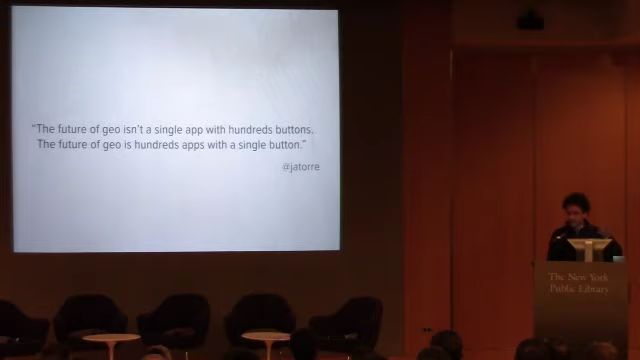 “The future of geo isn't a single app with hundreds buttons.
The future of geo is hundreds apps with a single button.”
@jatorre
The New York
Public Library